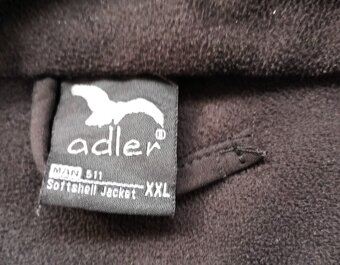 adler®
MAN 511
Softshell Jacket XXL